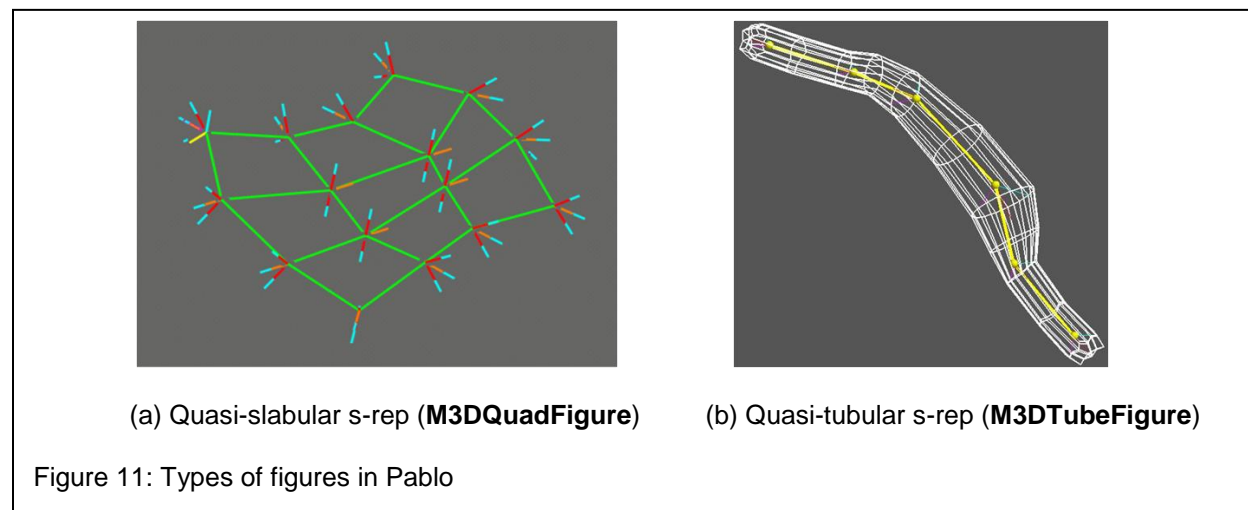 (a) Quasi-slabular s-rep (M3DQuadFigure) (b) Quasi-tubular s-rep (M3DTubeFigure)
Figure 11: Types of figures in Pablo